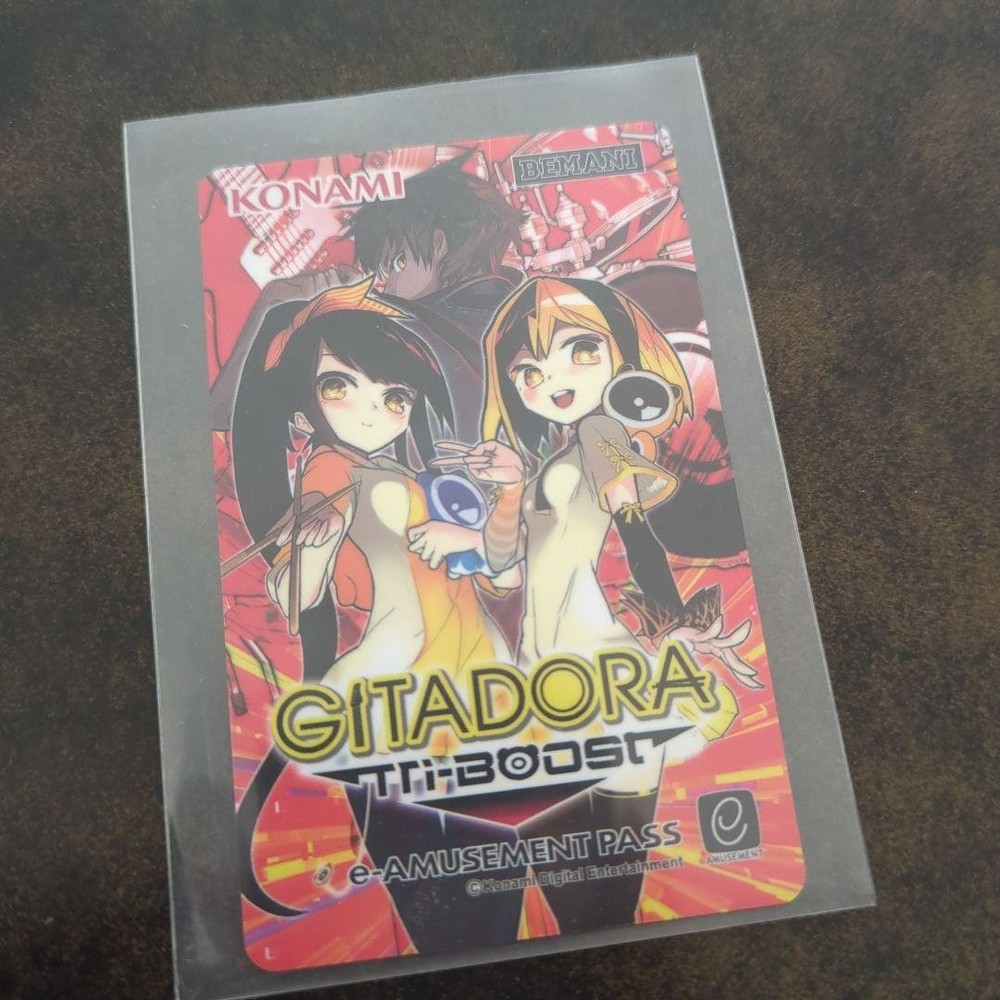 KONAMI
BEMANI
GITADORA
Tri-BOOST
e-AMUSEMENT PASS
©Konami Digital Entertainment
e
AMUSEMENT
L